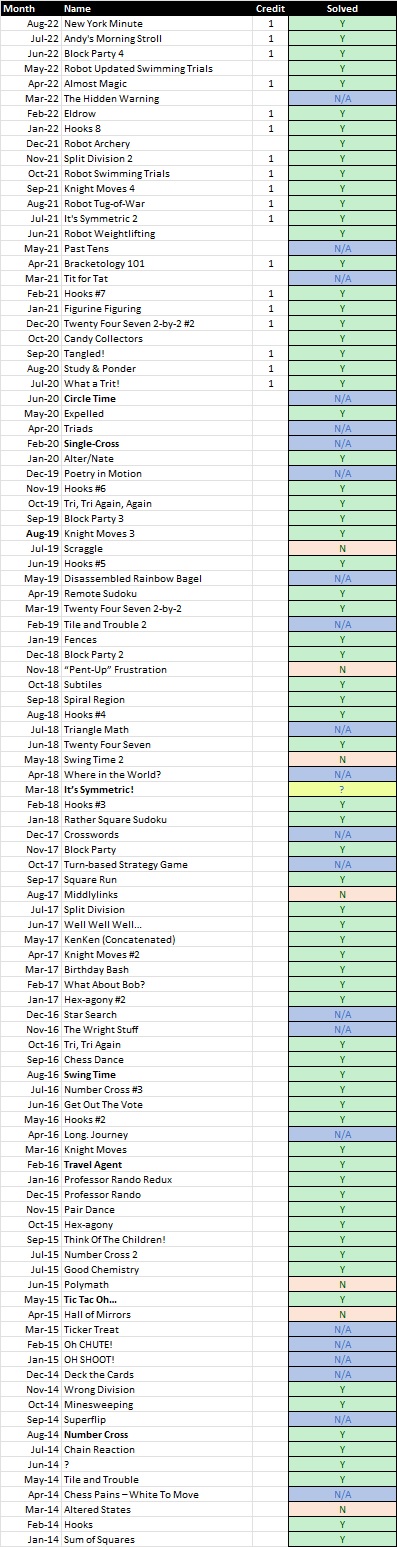 Month Name Credit Solved
Aug-22 New York Minute 1 Y
Jul-22 Andy's Morning Stroll 1 Y
Jun-22 Block Party 4 1 Y
May-22 Robot Updated Swimming Trials Y
Apr-22 Almost Magic 1 Y
Mar-22 The Hidden Warning N/A
Feb-22 Eldrow 1 Y
Jan-22 Hooks 8 1 Y
Dec-21 Robot Archery Y
Nov-21 Split Division 2 1 Y
Oct-21 Robot Swimming Trials 1 Y
Sep-21 Knight Moves 4 1 Y
Aug-21 Robot Tug-of-War 1 Y
Jul-21 It's Symmetric 2 1 Y
Jun-21 Robot Weightlifting Y
May-21 Past Tens N/A
Apr-21 Bracketology 101 1 Y
Mar-21 Tit for Tat N/A
Feb-21 Hooks #7 1 Y
Jan-21 Figurine Figuring 1 Y
Dec-20 Twenty Four Seven 2-by-2 #2 1 Y
Oct-20 Candy Collectors Y
Sep-20 Tangled! 1 Y
Aug-20 Study & Ponder 1 Y
Jul-20 What a Trit! 1 Y
Jun-20 Circle Time N/A
May-20 Expelled Y
Apr-20 Triads N/A
Feb-20 Single-Cross N/A
Jan-20 Alter/Nate Y
Dec-19 Poetry in Motion N/A
Nov-19 Hooks #6 Y
Oct-19 Tri, Tri Again, Again Y
Sep-19 Block Party 3 Y
Aug-19 Knight Moves 3 Y
Jul-19 Scraggle N
Jun-19 Hooks #5 Y
May-19 Disassembled Rainbow Bagel N/A
Apr-19 Remote Sudoku Y
Mar-19 Twenty Four Seven 2-by-2 Y
Feb-19 Tile and Trouble 2 N/A
Jan-19 Fences Y
Dec-18 Block Party 2 Y
Nov-18 “Pent-Up” Frustration N
Oct-18 Subtiles Y
Sep-18 Spiral Region Y
Aug-18 Hooks #4 Y
Jul-18 Triangle Math N/A
Jun-18 Twenty Four Seven Y
May-18 Swing Time 2 N
Apr-18 Where in the World? N/A
Mar-18 It’s Symmetric! ?
Feb-18 Hooks #3 Y
Jan-18 Rather Square Sudoku Y
Dec-17 Crosswords N/A
Nov-17 Block Party Y
Oct-17 Turn-based Strategy Game N/A
Sep-17 Square Run Y
Aug-17 Middlylinks N
Jul-17 Split Division Y
Jun-17 Well Well Well... Y
May-17 KenKen (Concatenated) Y
Apr-17 Knight Moves #2 Y
Mar-17 Birthday Bash Y
Feb-17 What About Bob? Y
Jan-17 Hex-agony #2 Y
Dec-16 Star Search N/A
Nov-16 The Wright Stuff N/A
Oct-16 Tri, Tri Again Y
Sep-16 Chess Dance Y
Aug-16 Swing Time Y
Jul-16 Number Cross #3 Y
Jun-16 Get Out The Vote Y
May-16 Hooks #2 Y
Apr-16 Long. Journey N/A
Mar-16 Knight Moves Y
Feb-16 Travel Agent Y
Jan-16 Professor Rando Redux Y
Dec-15 Professor Rando Y
Nov-15 Pair Dance Y
Oct-15 Hex-agony Y
Sep-15 Think Of The Children! Y
Jul-15 Number Cross 2 Y
Jul-15 Good Chemistry Y
Jun-15 Polymath N
May-15 Tic Tac Oh... Y
Apr-15 Hall of Mirrors N
Mar-15 Ticker Treat N/A
Feb-15 Oh CHUTE! N/A
Jan-15 OH SHOOT! N/A
Dec-14 Deck the Cards N/A
Nov-14 Wrong Division Y
Oct-14 Minesweeping Y
Sep-14 Superflip N/A
Aug-14 Number Cross Y
Jul-14 Chain Reaction Y
Jun-14 ? Y
May-14 Tile and Trouble Y
Apr-14 Chess Pains – White To Move N/A
Mar-14 Altered States N
Feb-14 Hooks Y
Jan-14 Sum of Squares Y